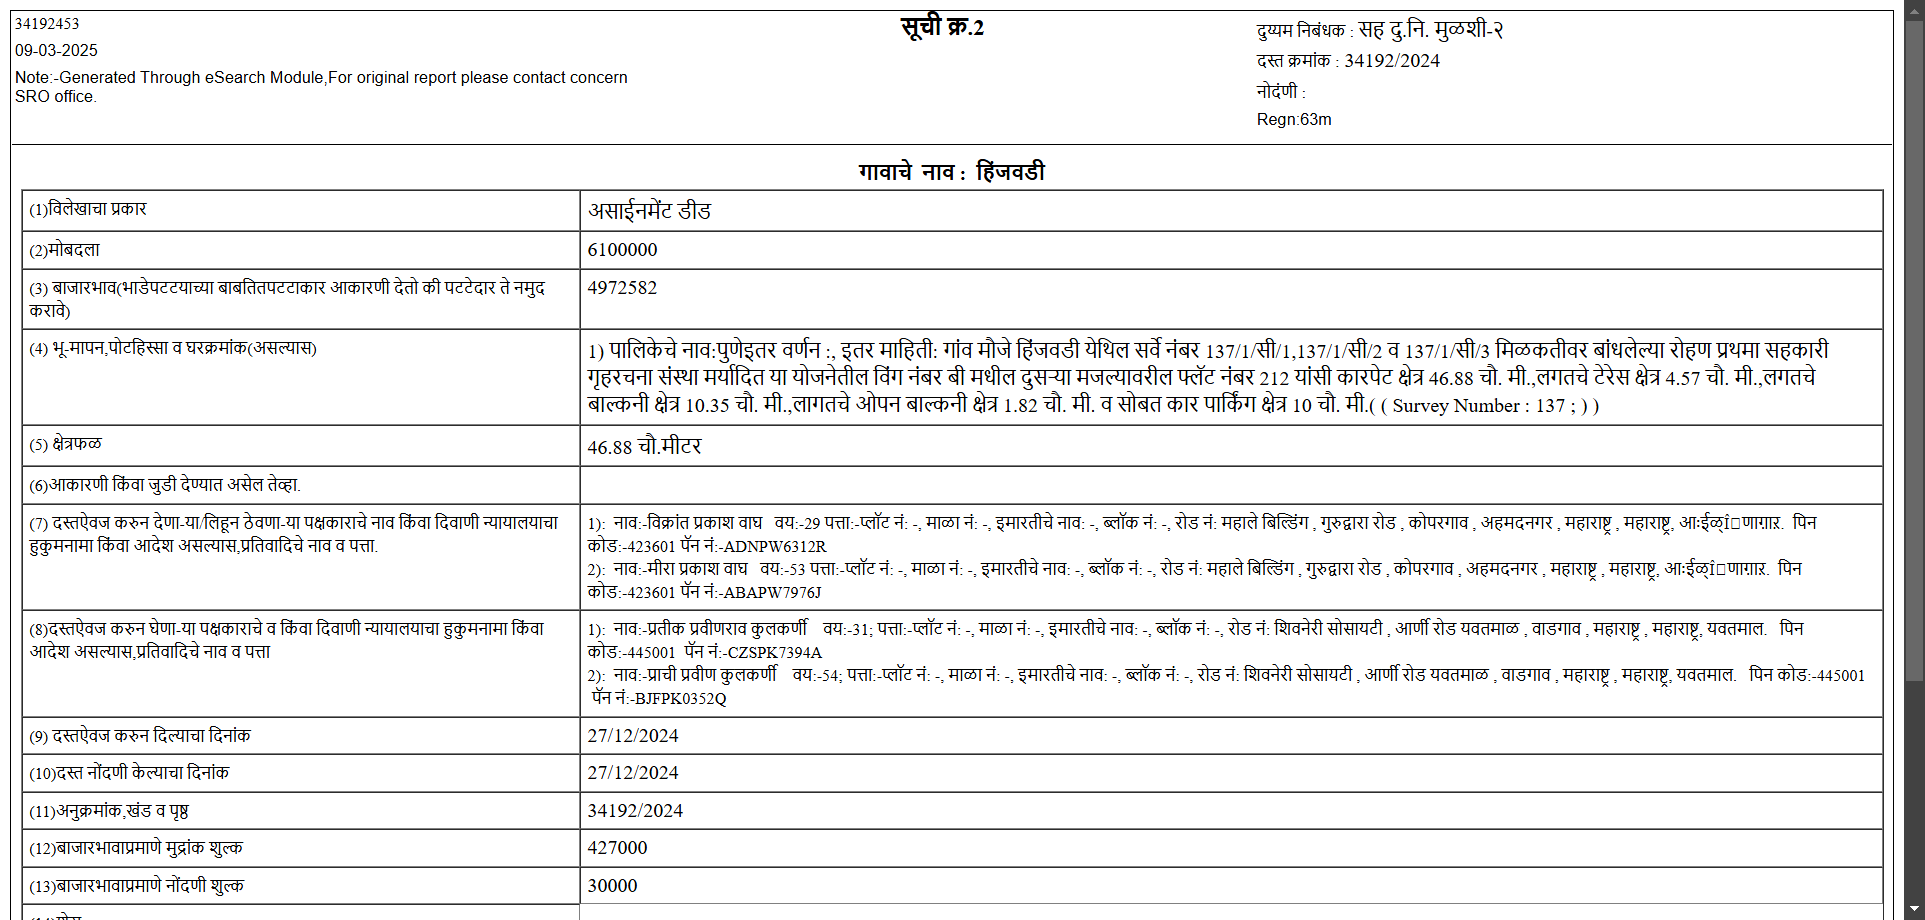 34192453
09-03-2025
Note:-Generated Through eSearch Module,For original report please contact concern
SRO office.
सूची क्र.2
दुय्यम निबंधक : सह दु.नि. मुळशी-२
दस्त क्रमांक : 34192/2024
नोदंणी :
Regn:63m
गावाचे नाव : हिंजवडी
(1)विलेखाचा प्रकार
असाईनमेंट डीड
(2)मोबदला
6100000
(3) बाजारभाव(भाडेपटटयाच्या बाबतितपटटाकार आकारणी देतो की पटटेदार ते नमुद
करावे)
4972582
(4) भू-मापन,पोटहिस्सा व घरक्रमांक(असल्यास)
1) पालिकेचे नाव:पुणेइतर वर्णन :, इतर माहिती: गांव मौजे हिंजवडी येथिल सर्वे नंबर 137/1/सी/1,137/1/सी/2 व 137/1/सी/3 मिळकतीवर बांधलेल्या रोहण प्रथमा सहकारी
गृहरचना संस्था मर्यादित या योजनेतील विंग नंबर बी मधील दुसऱ्या मजल्यावरील फ्लॅट नंबर 212 यांसी कारपेट क्षेत्र 46.88 चौ. मी.,लगतचे टेरेस क्षेत्र 4.57 चौ. मी.,लगतचे
बाल्कनी क्षेत्र 10.35 चौ. मी.,लागतचे ओपन बाल्कनी क्षेत्र 1.82 चौ. मी. व सोबत कार पार्किंग क्षेत्र 10 चौ. मी.( ( Survey Number : 137 ; ) )
(5) क्षेत्रफळ
46.88 चौ.मीटर
(6)आकारणी किंवा जुडी देण्यात असेल तेव्हा.
(7) दस्तऐवज करुन देणा-या/लिहून ठेवणा-या पक्षकाराचे नाव किंवा दिवाणी न्यायालयाचा
हुकुमनामा किंवा आदेश असल्यास,प्रतिवादिचे नाव व पत्ता.
1): नाव:-विक्रांत प्रकाश वाघ वय:-29 पत्ता:-प्लॉट नं: -, माळा नं: -, इमारतीचे नाव: -, ब्लॉक नं: -, रोड नं: महाले बिल्डिंग , गुरुद्वारा रोड , कोपरगाव , अहमदनगर , महाराष्ट्र , महाराष्ट्र, पिन
कोड:-423601 पॅन नं:-ADNPW6312R
2): नाव:-मीरा प्रकाश वाघ वय:-53 पत्ता:-प्लॉट नं: -, माळा नं: -, इमारतीचे नाव: -, ब्लॉक नं: -, रोड नं: महाले बिल्डिंग , गुरुद्वारा रोड , कोपरगाव , अहमदनगर , महाराष्ट्र , महाराष्ट्र, पिन
कोड:-423601 पॅन नं:-ABAPW7976J
(8)दस्तऐवज करुन घेणा-या पक्षकाराचे व किंवा दिवाणी न्यायालयाचा हुकुमनामा किंवा
आदेश असल्यास,प्रतिवादिचे नाव व पत्ता
1): नाव:-प्रतीक प्रवीणराव कुलकर्णी वय:-31; पत्ता:-प्लॉट नं: -, माळा नं: -, इमारतीचे नाव: -, ब्लॉक नं: -, रोड नं: शिवनेरी सोसायटी , आर्णी रोड यवतमाळ , वाडगाव , महाराष्ट्र , महाराष्ट्र, यवतमाल. पिन
कोड:-445001 पॅन नं:-CZSPK7394A
2): नाव:-प्राची प्रवीण कुलकर्णी वय:-54; पत्ता:-प्लॉट नं: -, माळा नं: -, इमारतीचे नाव: -, ब्लॉक नं: -, रोड नं: शिवनेरी सोसायटी , आर्णी रोड यवतमाळ , वाडगाव , महाराष्ट्र , महाराष्ट्र, यवतमाल. पिन कोड:-445001
पॅन नं:-BJFPK0352Q
(9) दस्तऐवज करुन दिल्याचा दिनांक
27/12/2024
(10)दस्त नोंदणी केल्याचा दिनांक
27/12/2024
(11)अनुक्रमांक,खंड व पृष्ठ
34192/2024
(12)बाजारभावाप्रमाणे मुद्रांक शुल्क
427000
(13)बाजारभावाप्रमाणे नोंदणी शुल्क
30000